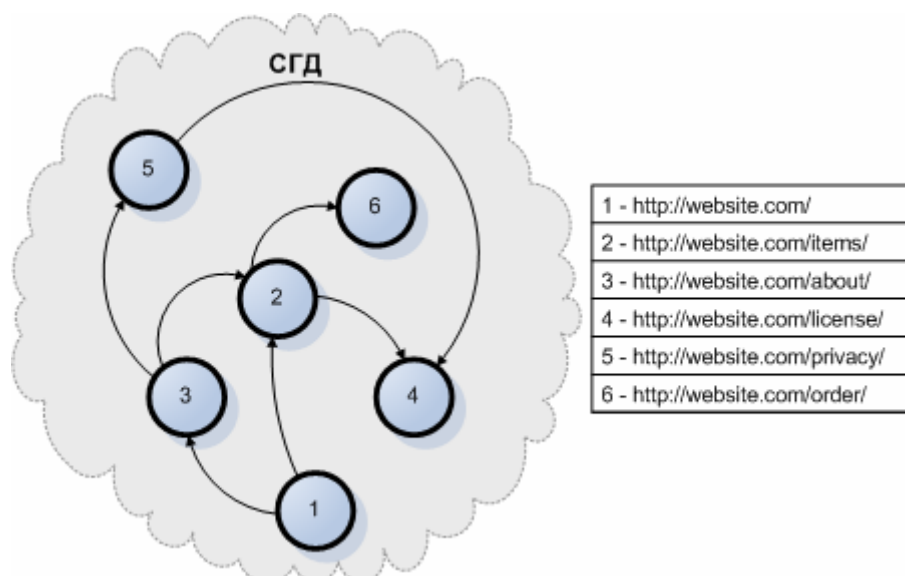 СГД
5
6
2
3
4
1
1 - http://website.com/
2 - http://website.com/items/
3 - http://website.com/about/
4 - http://website.com/license/
5 - http://website.com/privacy/
6 - http://website.com/order/